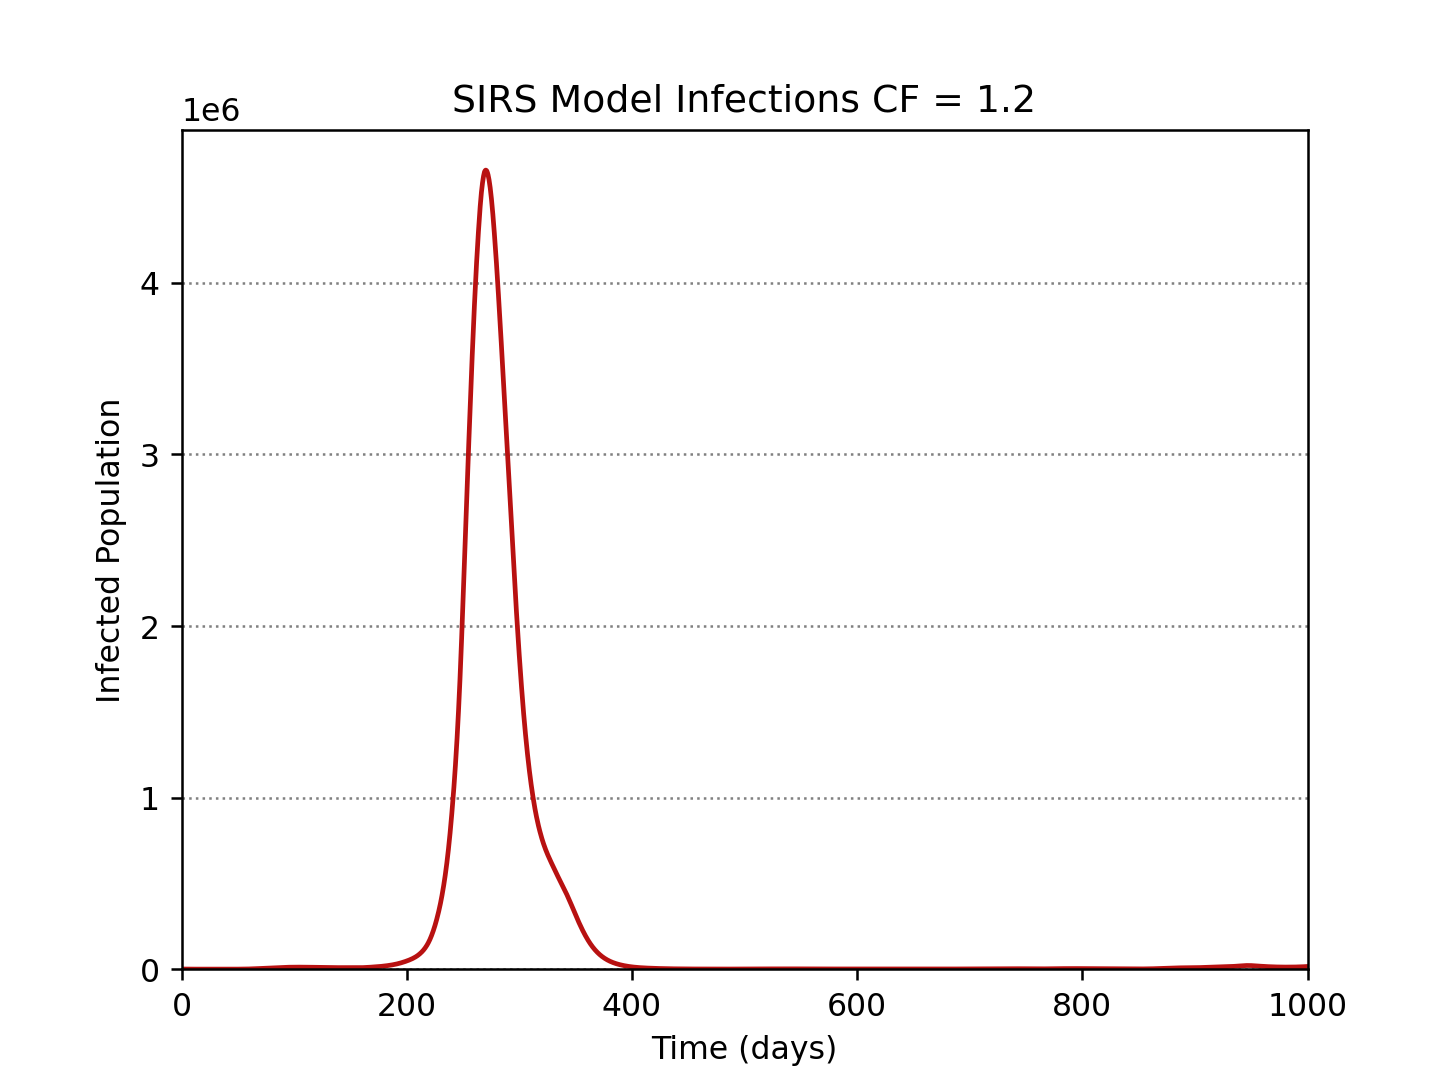 SIRS Model Infections CF = 1.2
1e6
4
3
2
1
0
Infected Population
0 200 400 600 800 1000
Time (days)